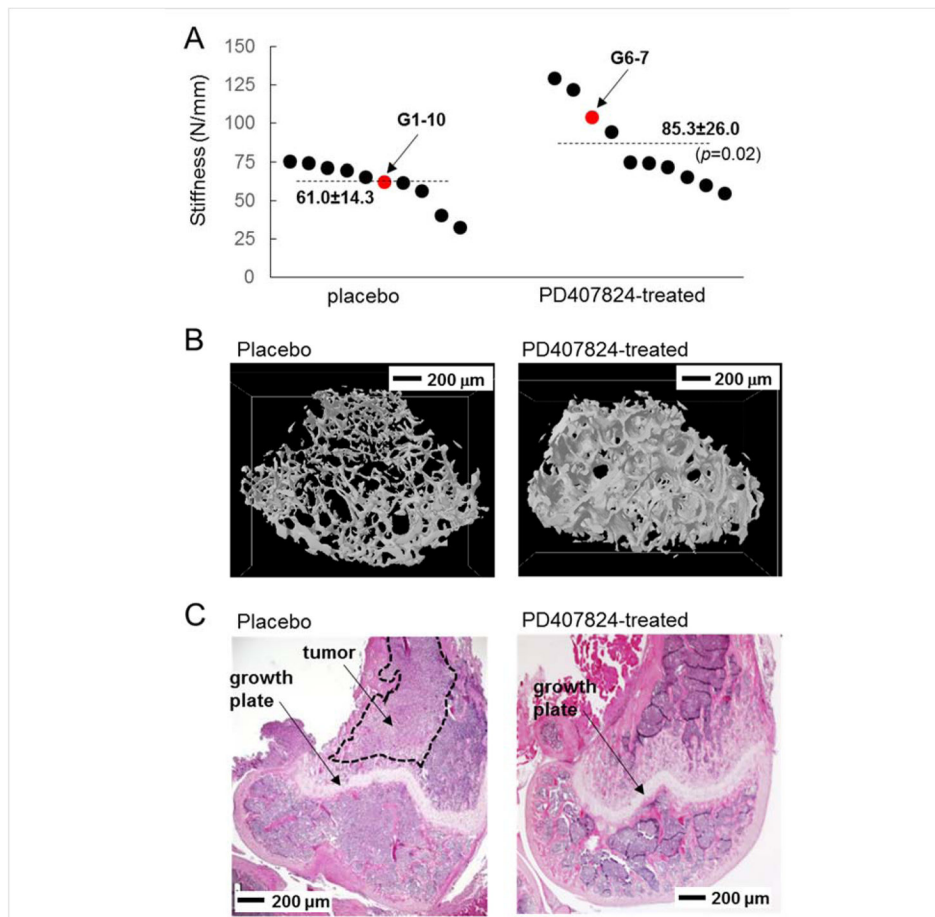 A
Stiffness (N/mm)
150
125
100
75
50
25
0
G1-10
61.0±14.3
G6-7
85.3±26.0
(p=0.02)
placebo
PD407824-treated
B
Placebo
PD407824-treated
200 μm
200 μm
C
Placebo
PD407824-treated
tumor
growth
plate
growth
plate
200 μm
200 μm